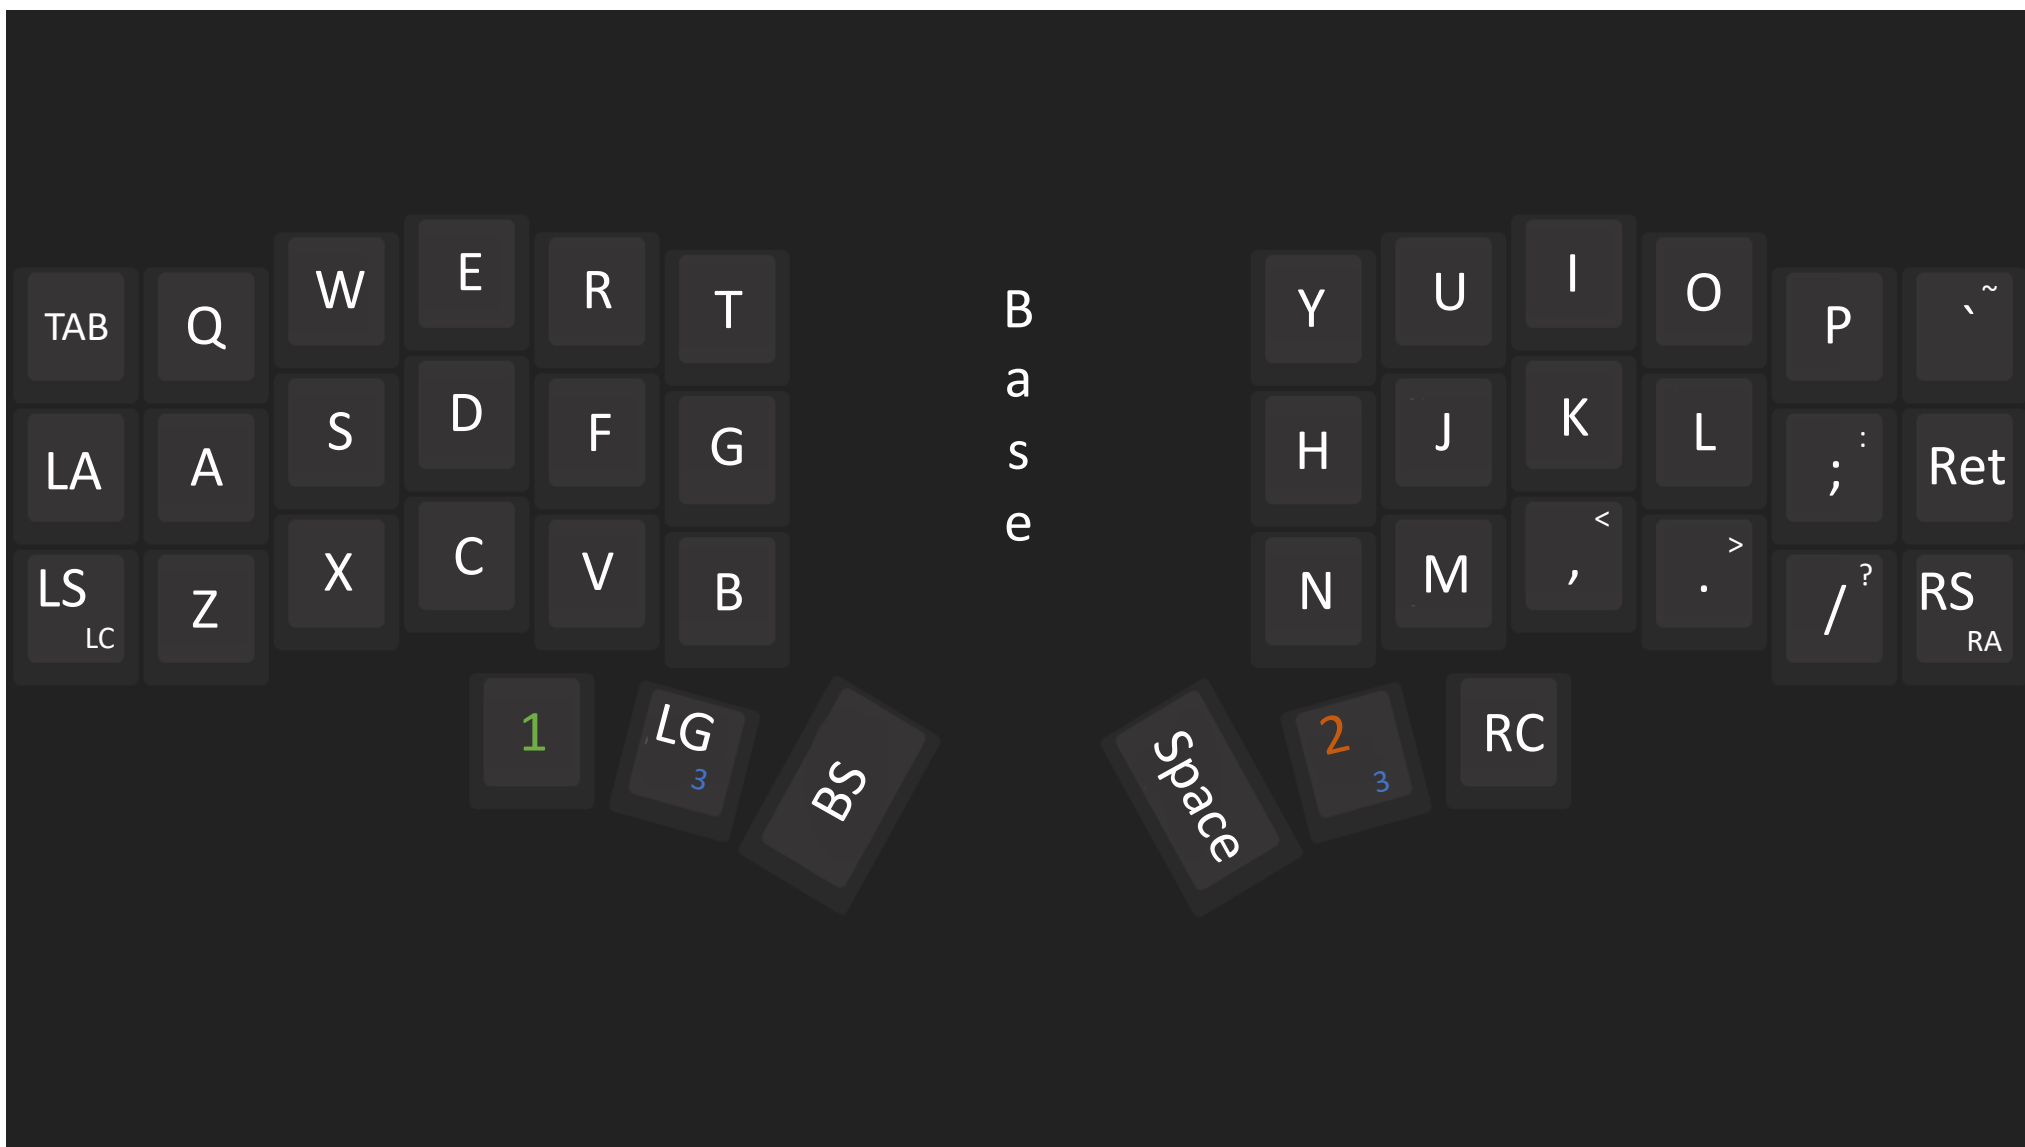 TAB Q W E R T
LA A S D F G
LS LC Z X C V B
1 LG 3 BS
B
a
s
e
Y U I O P ` ~
H J K L ; : Ret
N M , < . > / ? RS RA
Space 2 3 RC